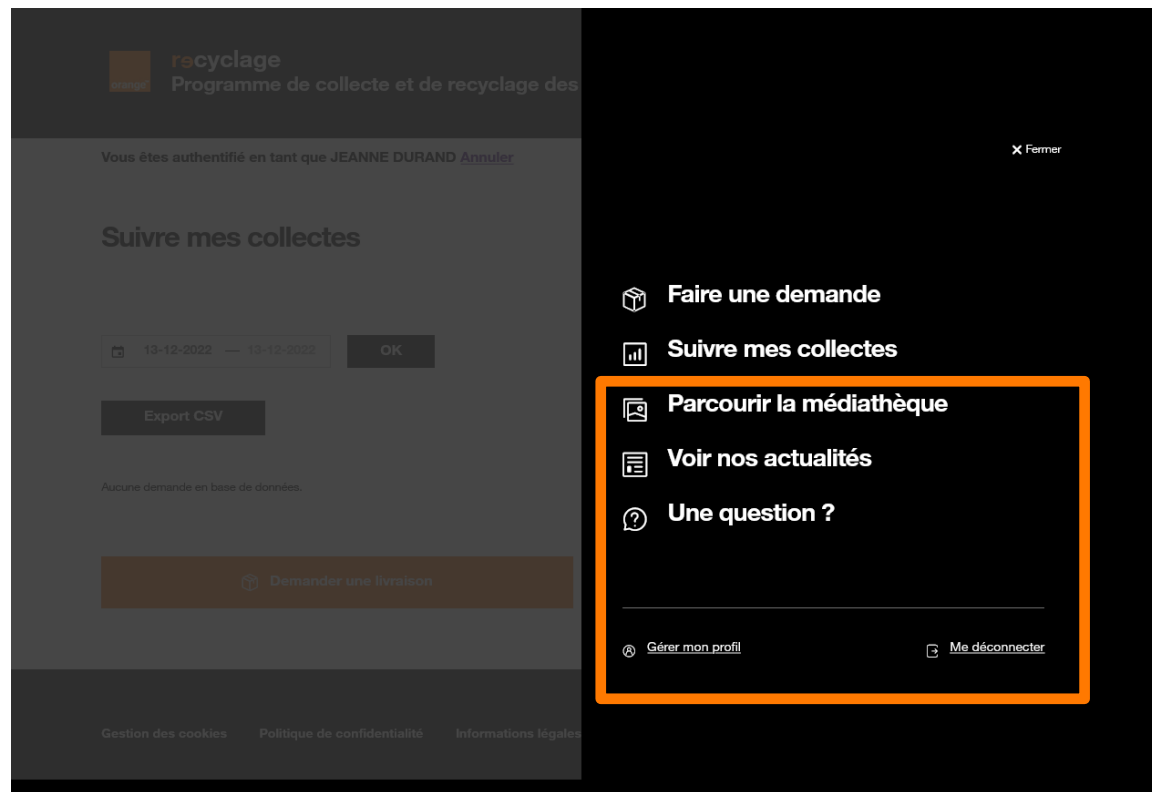 recyclage
Programme de collecte et de recyclage des
orange
Vous êtes authentifié en tant que JEANNE DURAND Annuler
Fermer
Suivre mes collectes
13-12-2022 — 13-12-2022 OK
Export CSV
Aucune demande en base de données.
Demander une livraison
Gestion des cookies Politique de confidentialité Informations légales
Faire une demande
Suivre mes collectes
Parcourir la médiathèque
Voir nos actualités
Une question ?
Gérer mon profil Me déconnecter